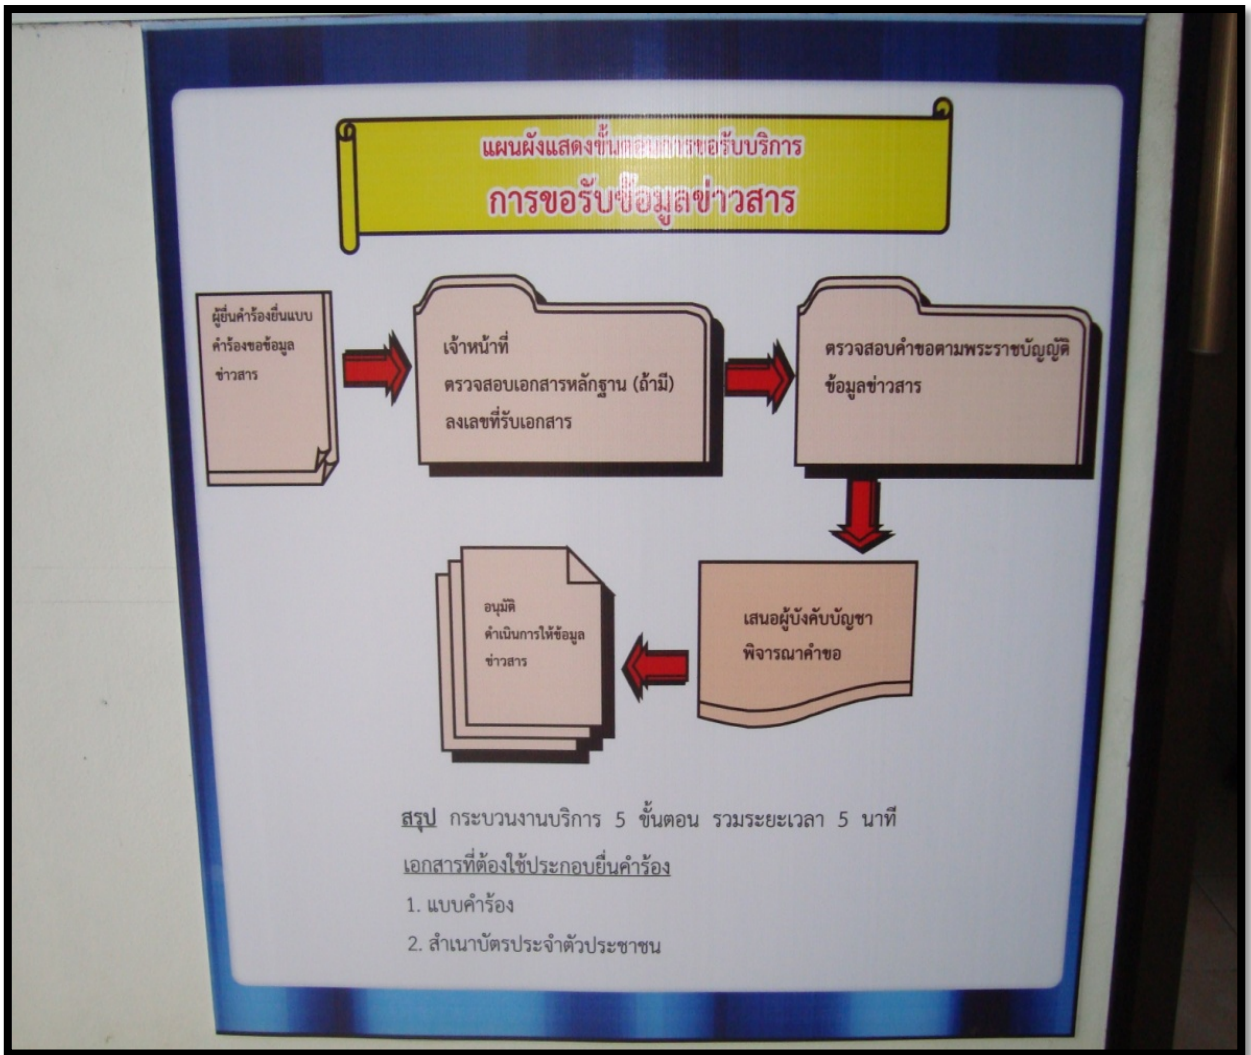 แผนผังแสดงขั้นตอนการขอรับบริการ
การขอรับข้อมูลข่าวสาร
ผู้ยื่นคำร้องยื่นแบบ
คำร้องขอข้อมูล
ข่าวสาร
เจ้าหน้าที่
ตรวจสอบเอกสารหลักฐาน (ถ้ามี)
ลงเลขที่รับเอกสาร
ตรวจสอบคำขอตามพระราชบัญญัติ
ข้อมูลข่าวสาร
เสนอผู้บังคับบัญชา
พิจารณาคำขอ
อนุมัติ
ดำเนินการให้ข้อมูล
ข่าวสาร
สรุป กระบวนงานบริการ 5 ขั้นตอน รวมระยะเวลา 5 นาที
เอกสารที่ต้องใช้ประกอบยื่นคำร้อง
1. แบบคำร้อง
2. สำเนาบัตรประจำตัวประชาชน